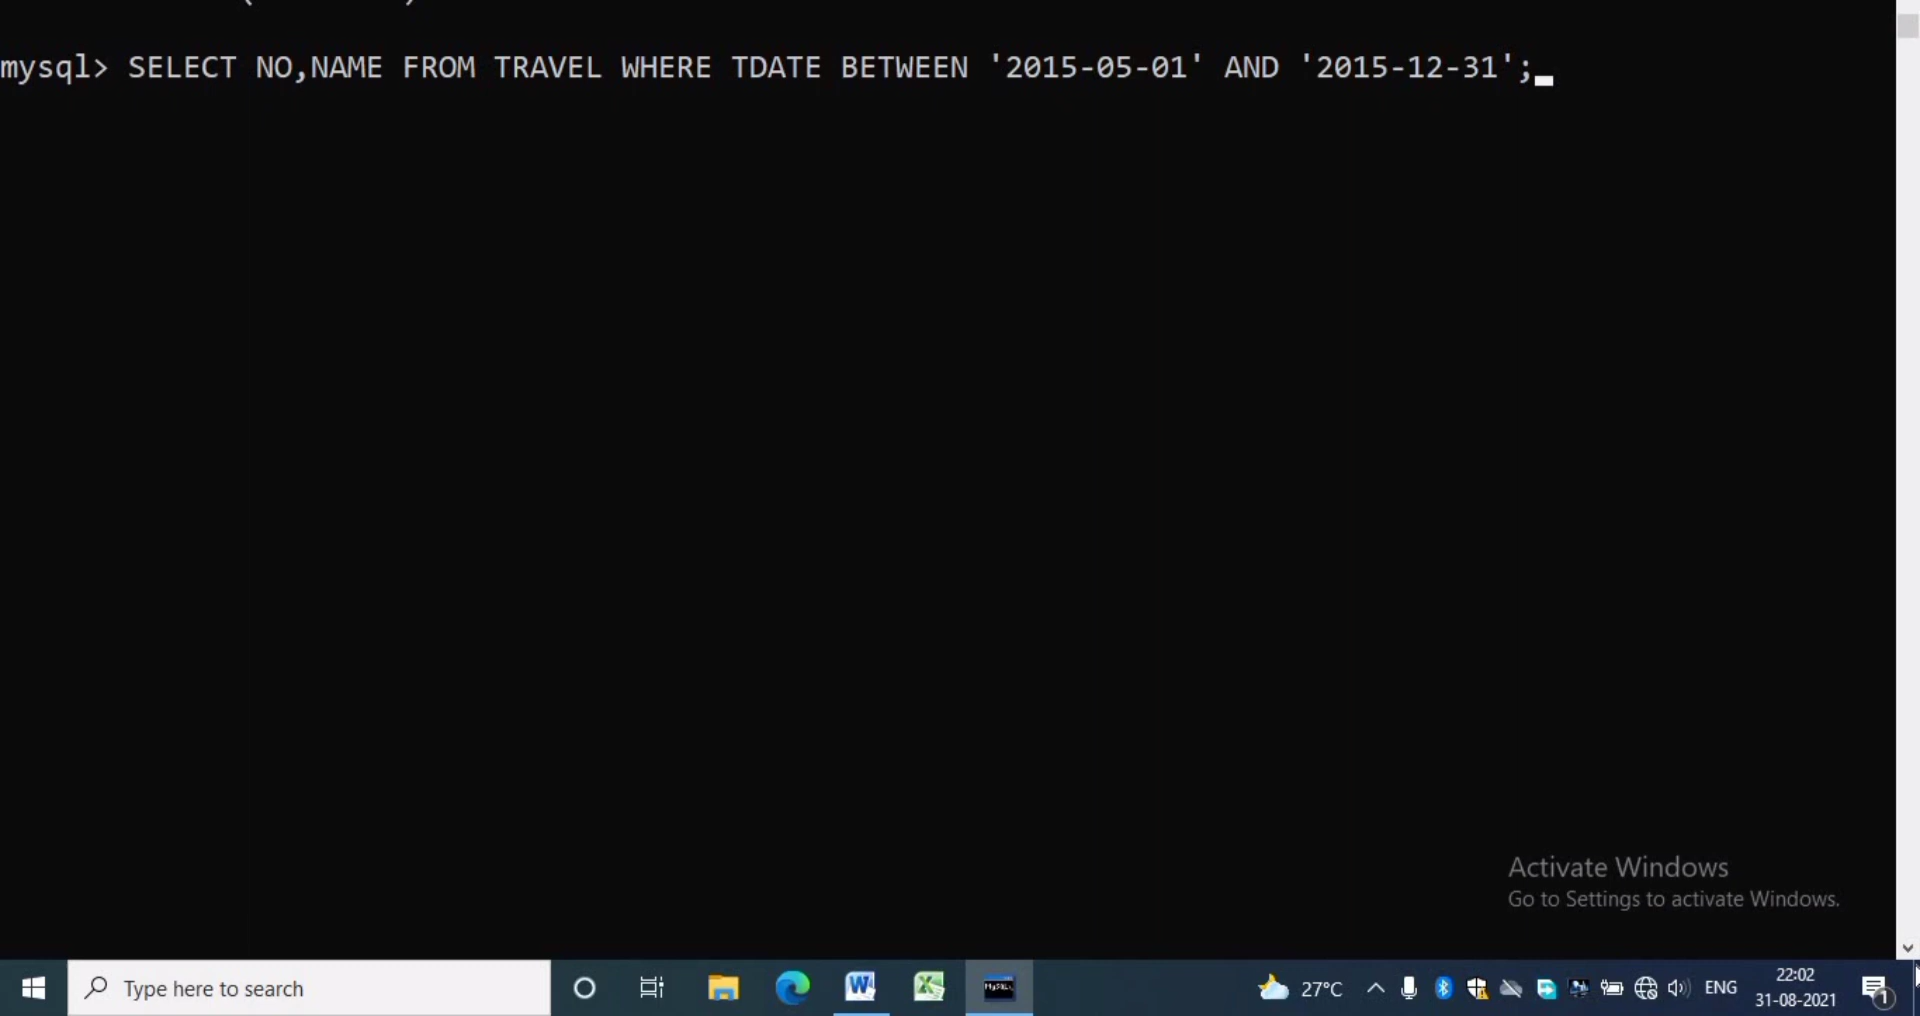 mysql> SELECT NO,NAME FROM TRAVEL WHERE TDATE BETWEEN '2015-05-01' AND '2015-12-31';
Activate Windows
Go to Settings to activate Windows.
Type here to search
27°C
ENG
22:02
31-08-2021
1